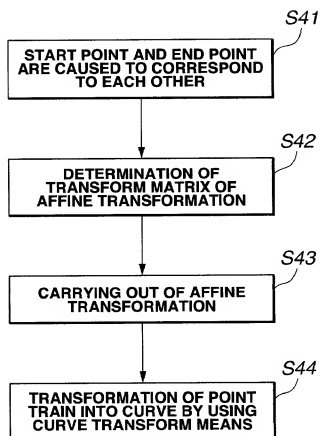 S41
START POINT AND END POINT
ARE CAUSED TO CORRESPOND
TO EACH OTHER
S42
DETERMINATION OF
TRANSFORM MATRIX OF
AFFINE TRANSFORMATION
S43
CARRYING OUT OF AFFINE
TRANSFORMATION
S44
TRANSFORMATION OF POINT
TRAIN INTO CURVE BY USING
CURVE TRANSFORM MEANS